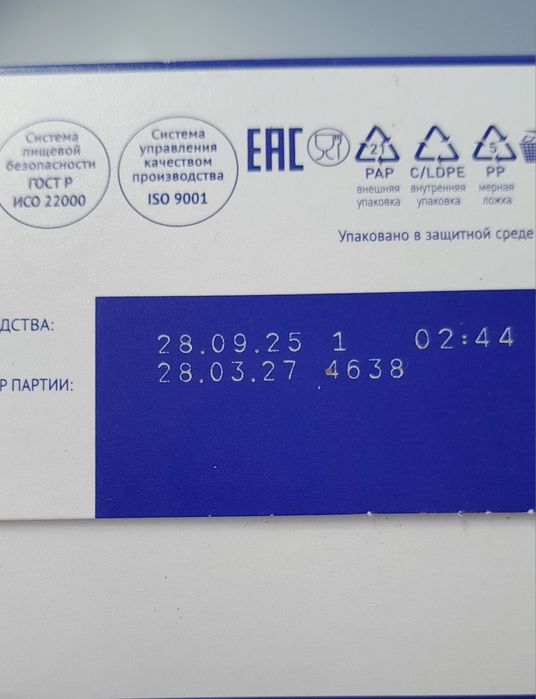 Система
пищевой
безопасности
ГОСТ Р
ИСО 22000
Система
управления
качеством
производства
ISO 9001
EAC
21
PAP
внешняя
упаковка
C/LDPE
внутренняя
упаковка
5
PP
мерная
ложка
Упаковано в защитной среде
ДСТВА:
28.09.25 1 02:44
Р ПАРТИИ:
28.03.27 4638